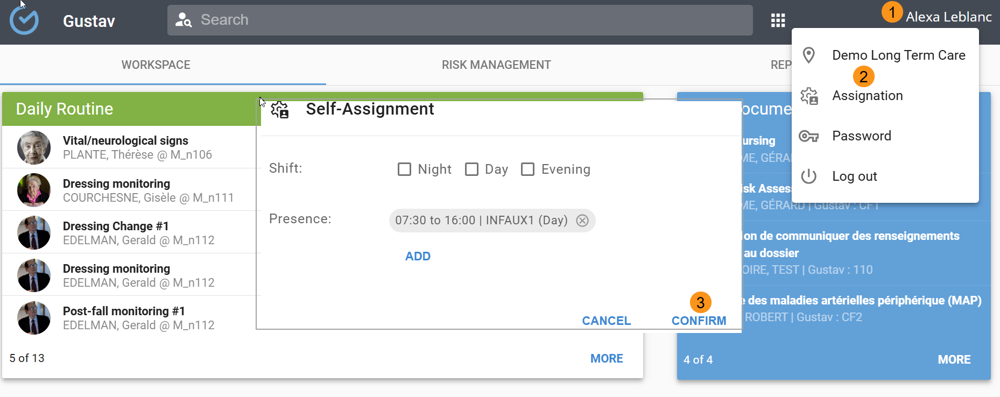 Gustav
Search
1
Alexa Leblanc
WORKSPACE
RISK MANAGEMENT
REP
Demo Long Term Care
2
Assignation
Password
Log out
Daily Routine
Vital/neurological signs
PLANTE, Thérèse @ M_n106
Dressing monitoring
COURCHESNE, Gisèle @ M_n111
Dressing Change #1
EDELMAN, Gerald @ M_n112
Dressing monitoring
EDELMAN, Gerald @ M_n112
Post-fall monitoring #1
EDELMAN, Gerald @ M_n112
5 of 13
MORE
Self-Assignment
Shift:
Night
Day
Evening
Presence:
07:30 to 16:00 | INFAUX1 (Day)
ADD
3
CANCEL
CONFIRM
ocume
ursing
ME, GÉRA
isk Assess
ME, GÉRARD | Gustav : CF1
ion de communiquer des renseignements
au dossier
OIRE, TEST | Gustav : 110
e des maladies artérielles périphérique (MAP)
ROBERT | Gustav : CF2
4 of 4
MORE